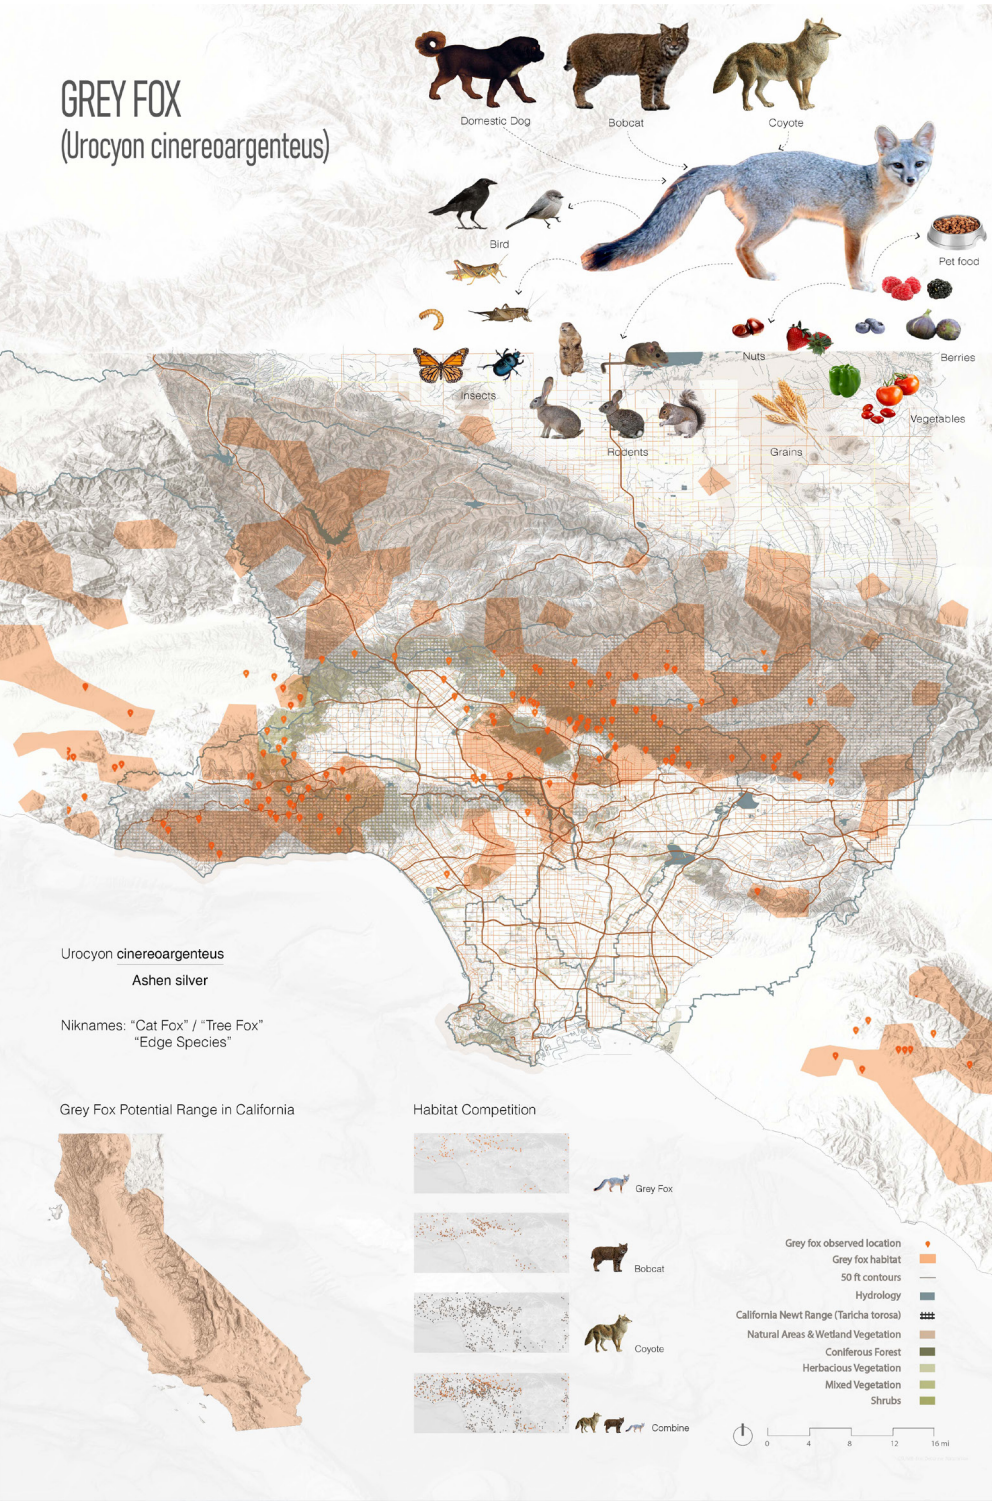 GREY FOX
(Urocyon cinereoargenteus)
Domestic Dog
Bobcat
Coyote
Bird
Pet food
Nuts
Berries
Insects
Vegetables
Rodents
Grains
Urocyon cinereoargenteus
Ashen silver
Niknames: “Cat Fox” / “Tree Fox”
“Edge Species”
Grey Fox Potential Range in California
Habitat Competition
Grey Fox
Bobcat
Coyote
Combine
Grey fox observed location
Grey fox habitat
50 ft contours
Hydrology
California Newt Range (Taricha torosa)
Natural Areas & Wetland Vegetation
Coniferous Forest
Herbacious Vegetation
Mixed Vegetation
Shrubs
0 4 8 12 16 mi